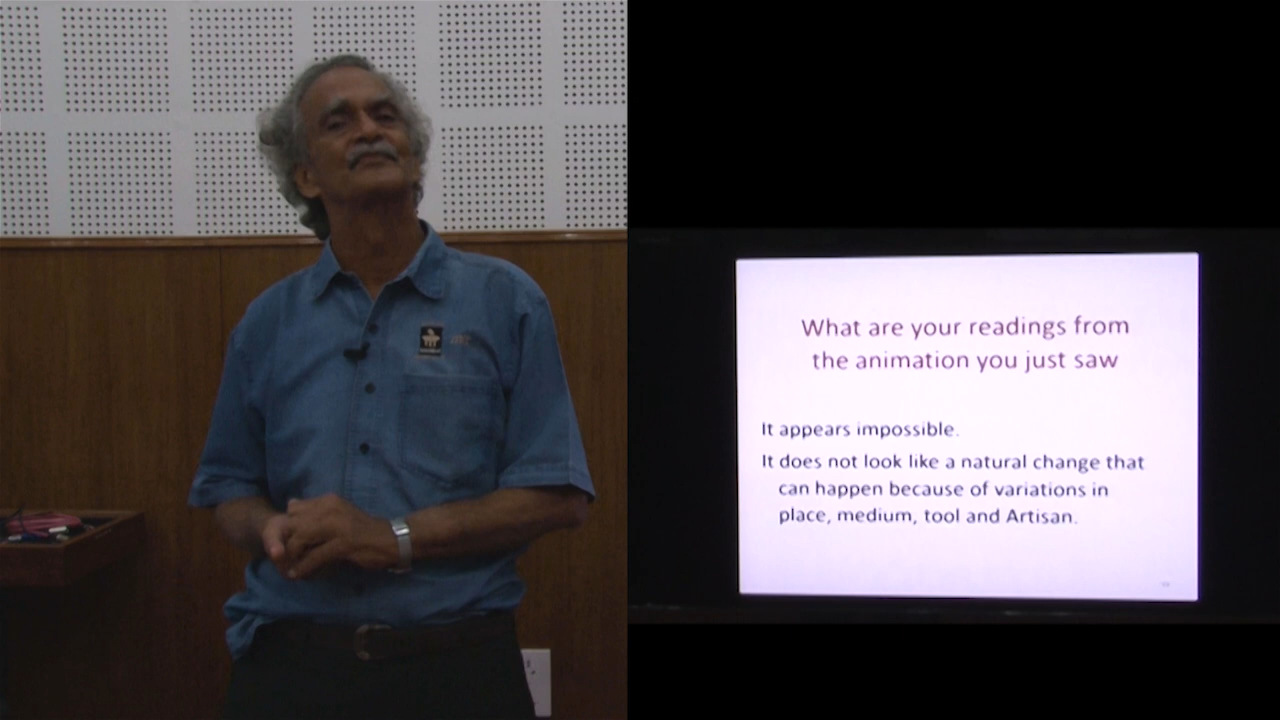 What are your readings from
the animation you just saw
It appears impossible.
It does not look like a natural change that
can happen because of variations in
place, medium, tool and Artisan.